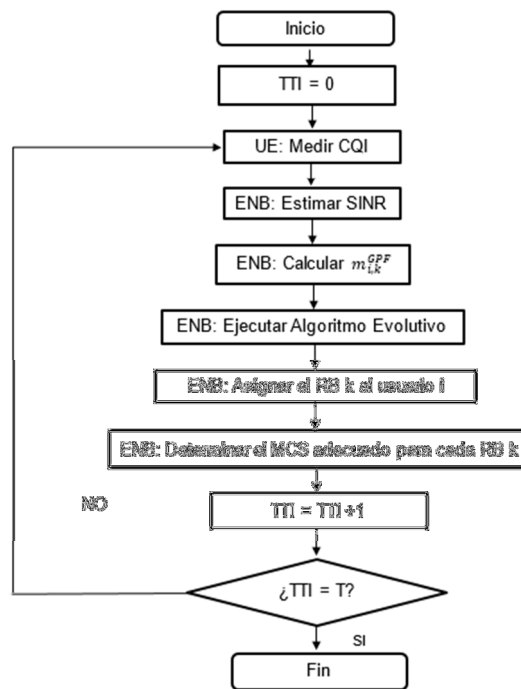 Inicio
TTI = 0
UE: Medir CQI
ENB: Estimar SINR
ENB: Calcular $m_{i,k}^{GPF}$
ENB: Ejecutar Algoritmo Evolutivo
ENB: Asignar el RB k al usuario i
ENB: Determinar el MCS adecuado para cada RB k
NO
TTI = TTI +1
¿TTI = T?
SI
Fin